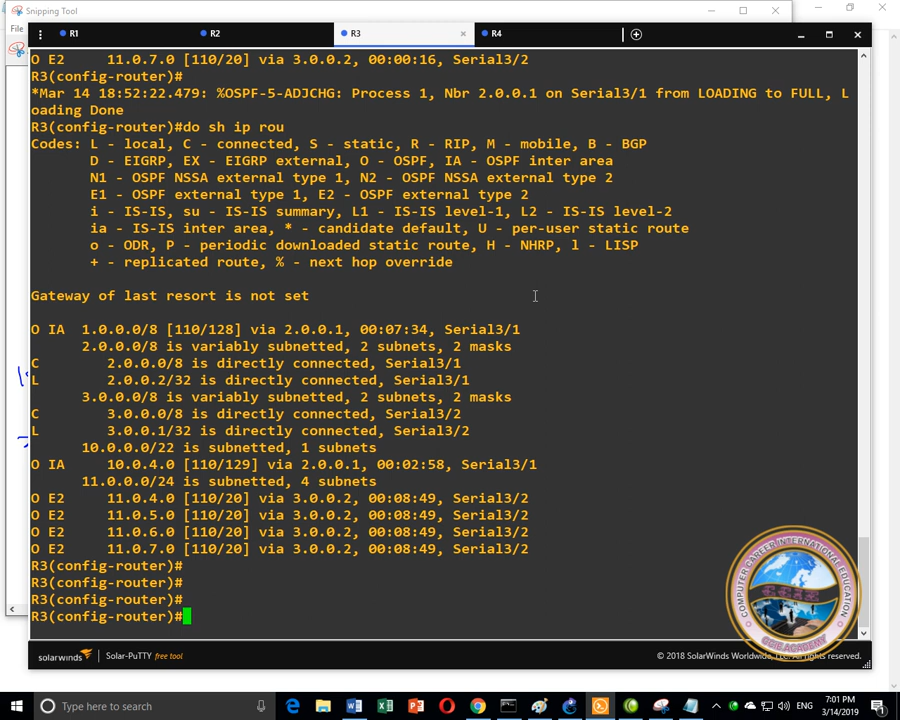 Snipping Tool
File
R1
R2
R3
R4
O E2 11.0.7.0 [110/20] via 3.0.0.2, 00:00:16, Serial3/2
R3(config-router)#
*Mar 14 18:52:22.479: %OSPF-5-ADJCHG: Process 1, Nbr 2.0.0.1 on Serial3/1 from LOADING to FULL, L
oading Done
R3(config-router)#do sh ip rou
Codes: L - local, C - connected, S - static, R - RIP, M - mobile, B - BGP
D - EIGRP, EX - EIGRP external, O - OSPF, IA - OSPF inter area
N1 - OSPF NSSA external type 1, N2 - OSPF NSSA external type 2
E1 - OSPF external type 1, E2 - OSPF external type 2
i - IS-IS, su - IS-IS summary, L1 - IS-IS level-1, L2 - IS-IS level-2
ia - IS-IS inter area, * - candidate default, U - per-user static route
o - ODR, P - periodic downloaded static route, H - NHRP, l - LISP
+ - replicated route, % - next hop override
Gateway of last resort is not set
O IA 1.0.0.0/8 [110/128] via 2.0.0.1, 00:07:34, Serial3/1
2.0.0.0/8 is variably subnetted, 2 subnets, 2 masks
C 2.0.0.0/8 is directly connected, Serial3/1
L 2.0.0.2/32 is directly connected, Serial3/1
3.0.0.0/8 is variably subnetted, 2 subnets, 2 masks
C 3.0.0.0/8 is directly connected, Serial3/2
L 3.0.0.1/32 is directly connected, Serial3/2
10.0.0.0/22 is subnetted, 1 subnets
O IA 10.0.4.0 [110/129] via 2.0.0.1, 00:02:58, Serial3/1
11.0.0.0/24 is subnetted, 4 subnets
O E2 11.0.4.0 [110/20] via 3.0.0.2, 00:08:49, Serial3/2
O E2 11.0.5.0 [110/20] via 3.0.0.2, 00:08:49, Serial3/2
O E2 11.0.6.0 [110/20] via 3.0.0.2, 00:08:49, Serial3/2
O E2 11.0.7.0 [110/20] via 3.0.0.2, 00:08:49, Serial3/2
R3(config-router)#
R3(config-router)#
R3(config-router)#
R3(config-router)#
COMPUTER CAREER INTERNATIONAL EDUCATION
CCIE ACADEMY
solarwinds Solar-PuTTY free tool
© 2018 SolarWinds Worldwide, LLC. All rights reserved.
Type here to search
ENG
7:01 PM
3/14/2019
1